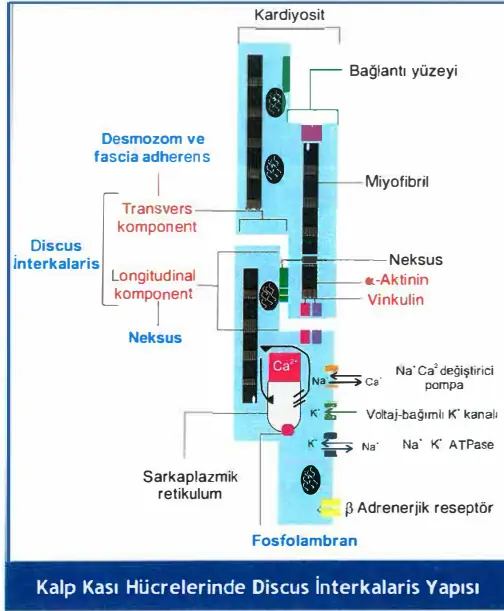 Kardiyosit
Bağlantı yüzeyi
Desmozom ve
fascia adherens
Miyofibril
Transvers
komponent
Discus
interkalaris
Neksus
Longitudinal
komponent
α-Aktinin
Vinkulin
Neksus
Ca²⁺
Na⁺ Ca⁺
Na⁺ Ca² değiştirici
pompa
K⁺
Voltaj-bağımlı K⁺ kanalı
K⁺ Na⁺
Na⁺ K⁺ ATPase
Sarkaplazmik
retikulum
β Adrenerjik reseptör
Fosfolambran
Kalp Kası Hücrelerinde Discus İnterkalaris Yapısı